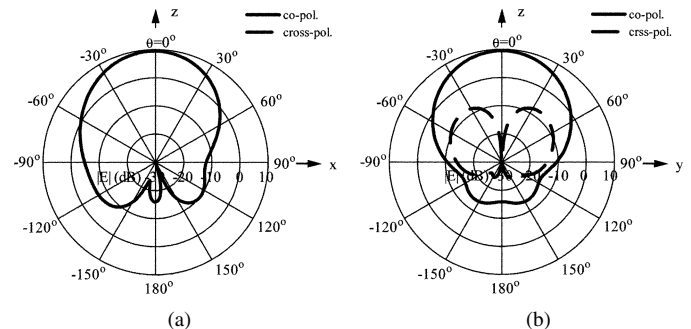 z
co-pol.
cross-pol.
θ=0°
-30°
30°
-60°
60°
-90°
90°
x
|E| (dB) -30 -20 -10 0 10
-120°
120°
-150°
150°
180°
(a)
z
co-pol.
crss-pol.
θ=0°
-30°
30°
-60°
60°
-90°
90°
y
|E| (dB) -30 -20 -10 0 10
-120°
120°
-150°
150°
180°
(b)